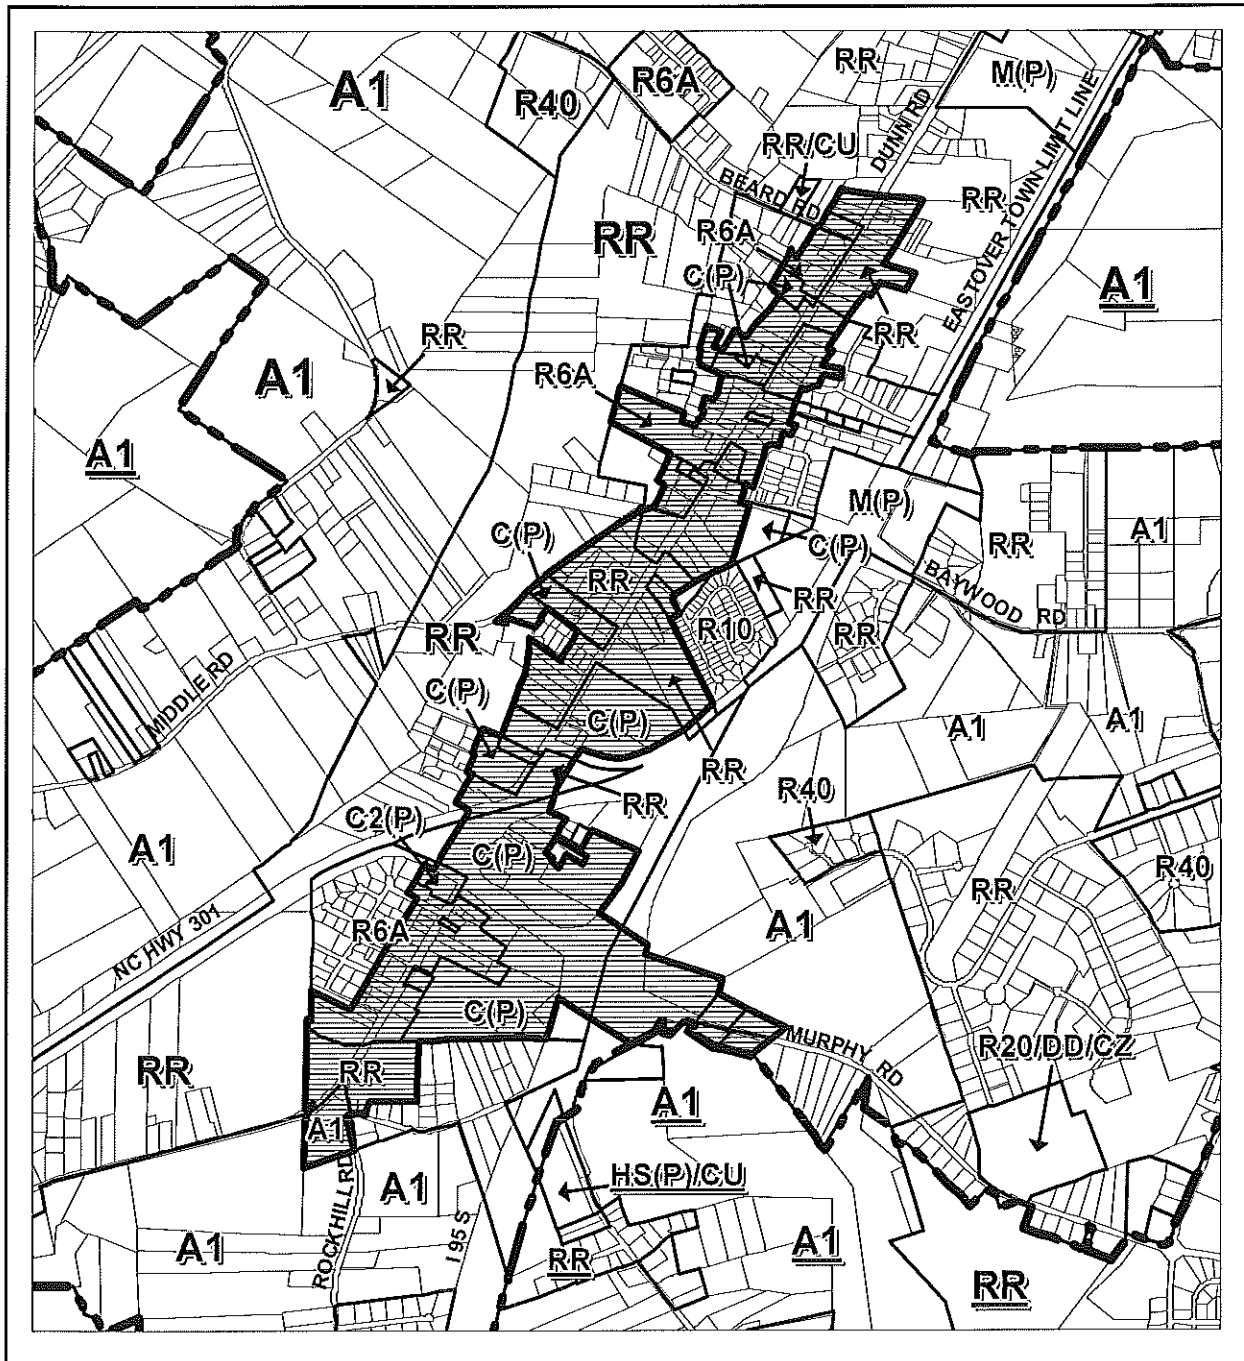 RR
M(P)
A1
R6A
R40
DUNN RD
EASTOVER TOWN LIMIT LINE
RR/CU
BEARD RD
RR
RR
R6A
C(P)
A1
RR
RR
A1
R6A
A1
M(P)
C(P)
C(P)
RR
A1
RR
BAYWOOD RD
RR
R10
RR
RR
MIDDLE RD
C(P)
C(P)
A1
A1
RR
R40
RR
C2(P)
A1
C(P)
R40
RR
NC HWY 301
R6A
A1
C(P)
MURPHY RD
R20/DD/CZ
RR
RR
A1
A1
ROCKHILL RD
A1
HS(P)/CU
A1
I 95 S
RR
A1
RR